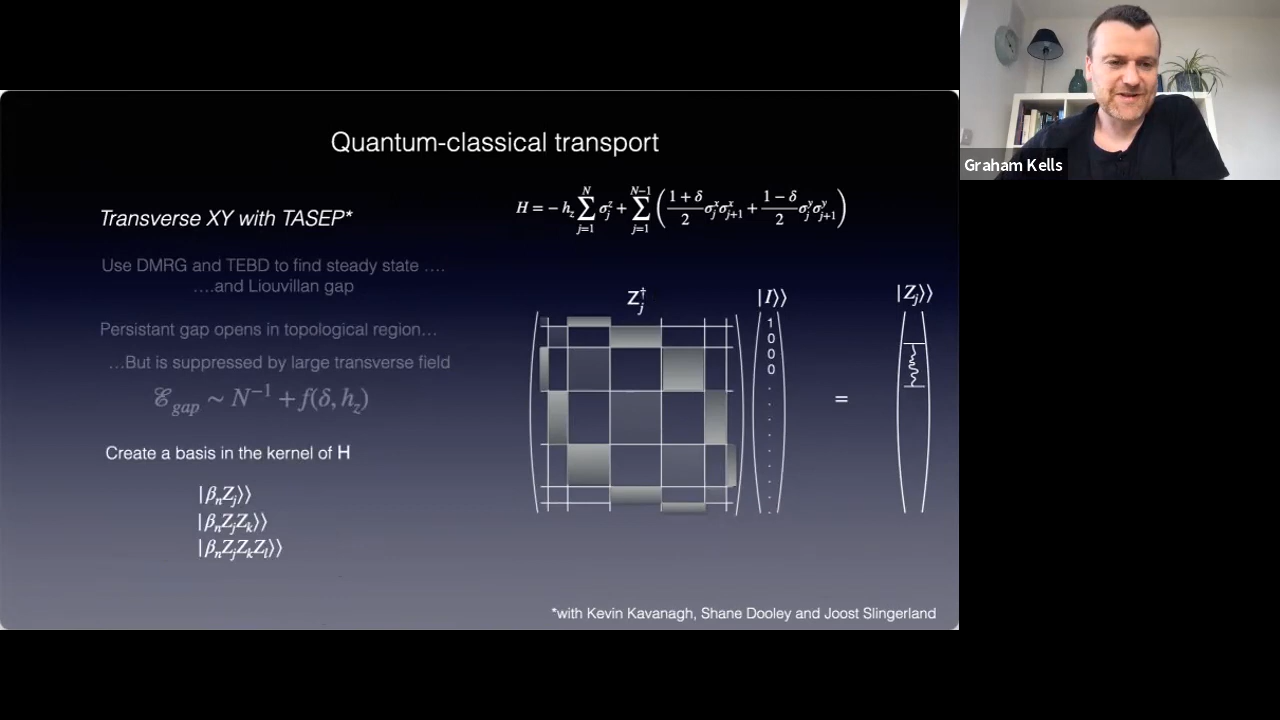 Graham Kells
Quantum-classical transport
Transverse XY with TASEP*
H = − h_z ∑_{j=1}^{N} σ_j^z + ∑_{j=1}^{N−1} ( (1 + δ)/2 σ_j^x σ_{j+1}^x + (1 − δ)/2 σ_j^y σ_{j+1}^y )
Use DMRG and TEBD to find steady state ….
….and Liouvillan gap
Persistant gap opens in topological region…
…But is suppressed by large transverse field
ℰ_gap ∼ N^{−1} + f(δ, h_z)
Create a basis in the kernel of H
|β_n Z_j⟩⟩
|β_n Z_j Z_k⟩⟩
|β_n Z_j Z_k Z_l⟩⟩
Z_j^† |I⟩⟩ |Z_j⟩⟩
1
0
0
0
=
*with Kevin Kavanagh, Shane Dooley and Joost Slingerland